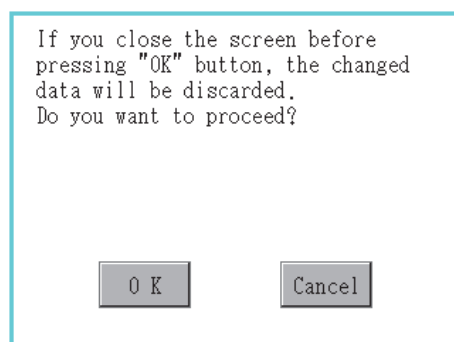 If you close the screen before
pressing "OK" button, the changed
data will be discarded.
Do you want to proceed?
O K
Cancel